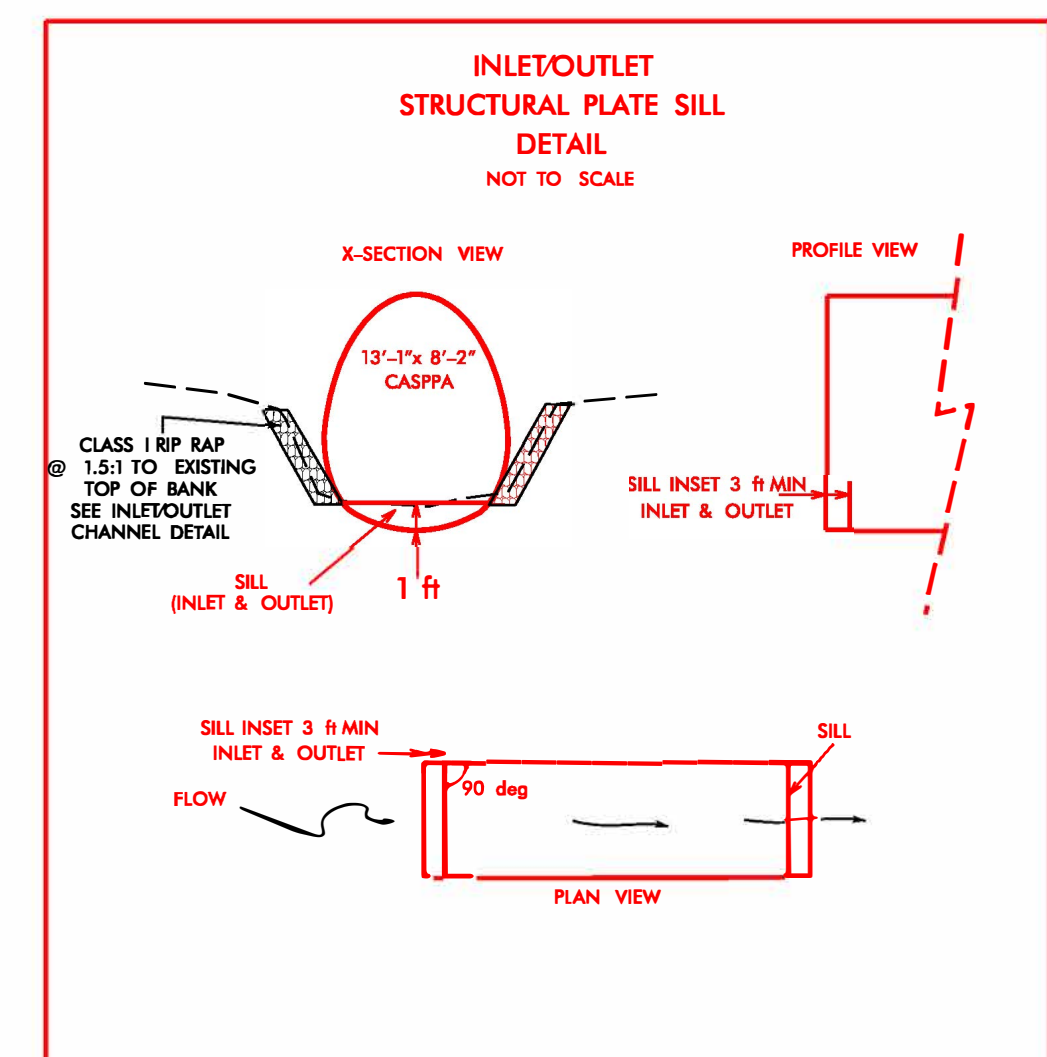 INLET/OUTLET
STRUCTURAL PLATE SILL
DETAIL
NOT TO SCALE
X-SECTION VIEW
PROFILE VIEW
13'-1"x 8'-2"
CASPPA
CLASS I RIP RAP
@ 1.5:1 TO EXISTING
TOP OF BANK
SEE INLET/OUTLET
CHANNEL DETAIL
SILL INSET 3 ft MIN
INLET & OUTLET
SILL
(INLET & OUTLET)
1 ft
SILL INSET 3 ft MIN
INLET & OUTLET
SILL
90 deg
FLOW
PLAN VIEW